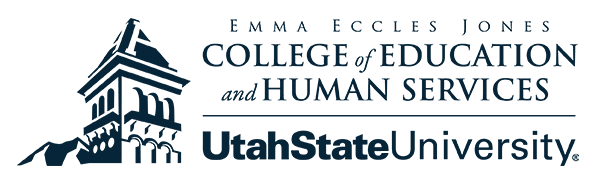 EMMA ECCLES JONES
COLLEGE of EDUCATION
and HUMAN SERVICES
UtahStateUniversity®